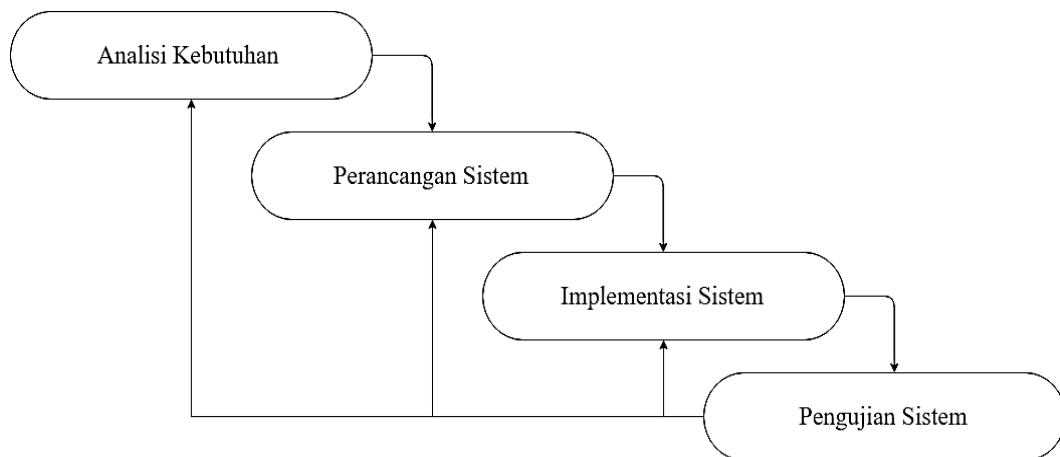 Analisi Kebutuhan
Perancangan Sistem
Implementasi Sistem
Pengujian Sistem